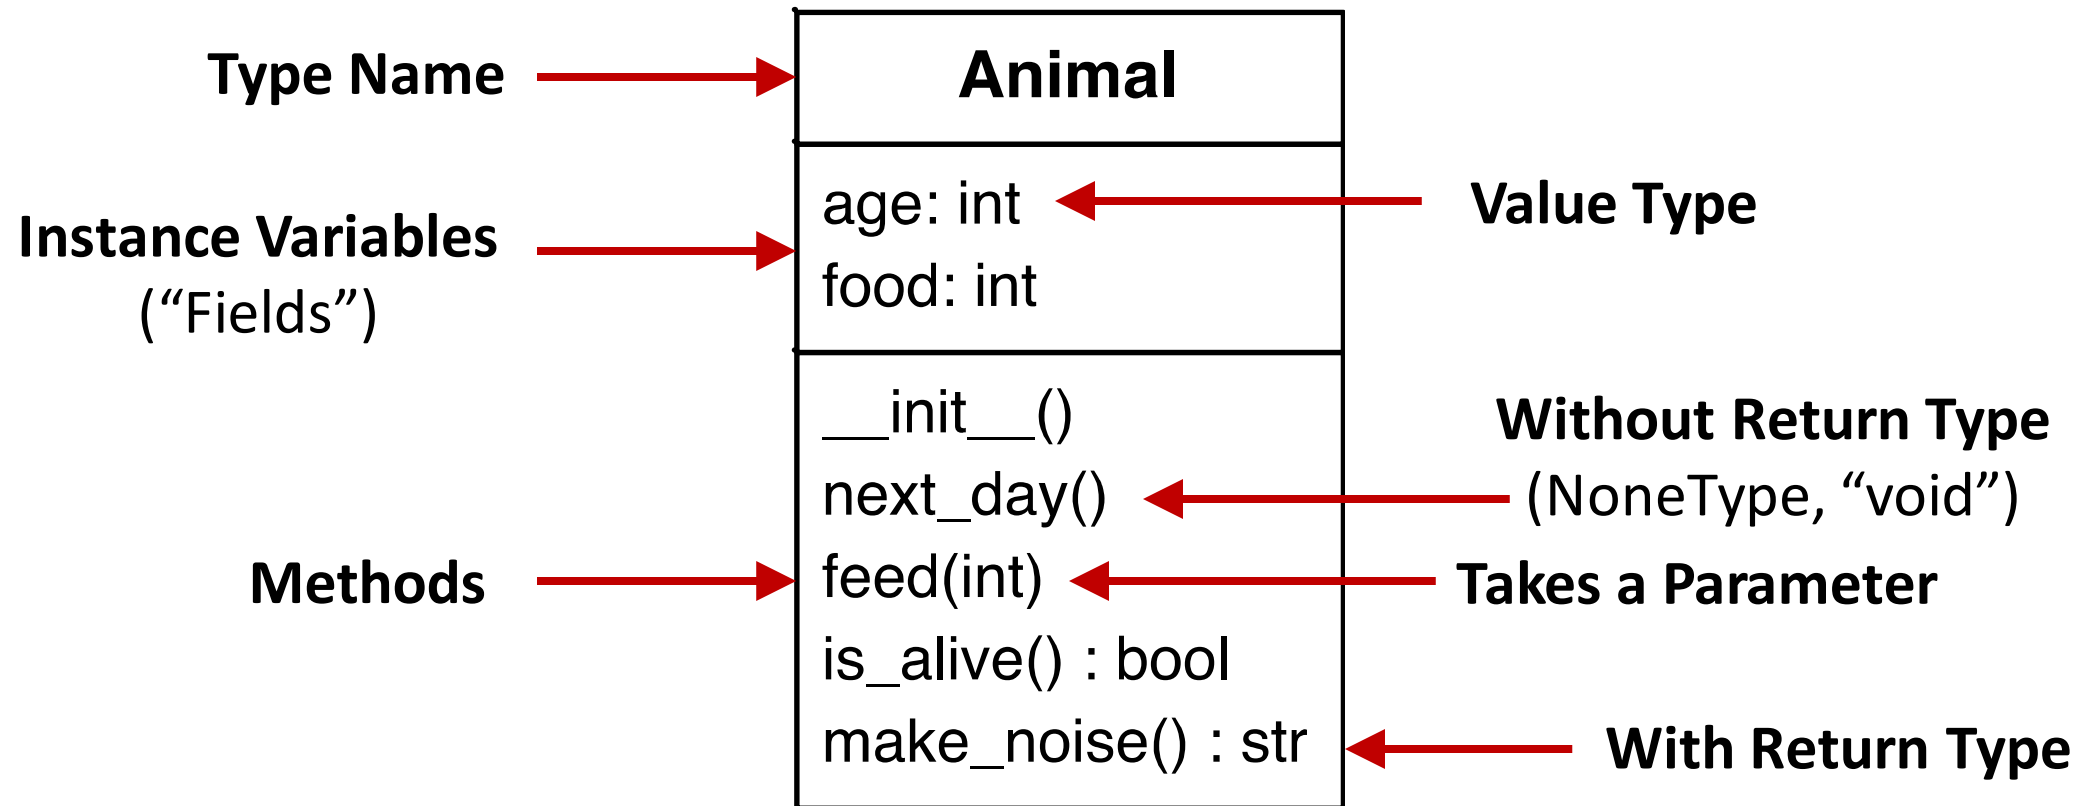 Type Name
Animal
Instance Variables
(“Fields”)
age: int
food: int
Value Type
Methods
__init__()
next_day()
feed(int)
is_alive() : bool
make_noise() : str
Without Return Type
(NoneType, “void”)
Takes a Parameter
With Return Type